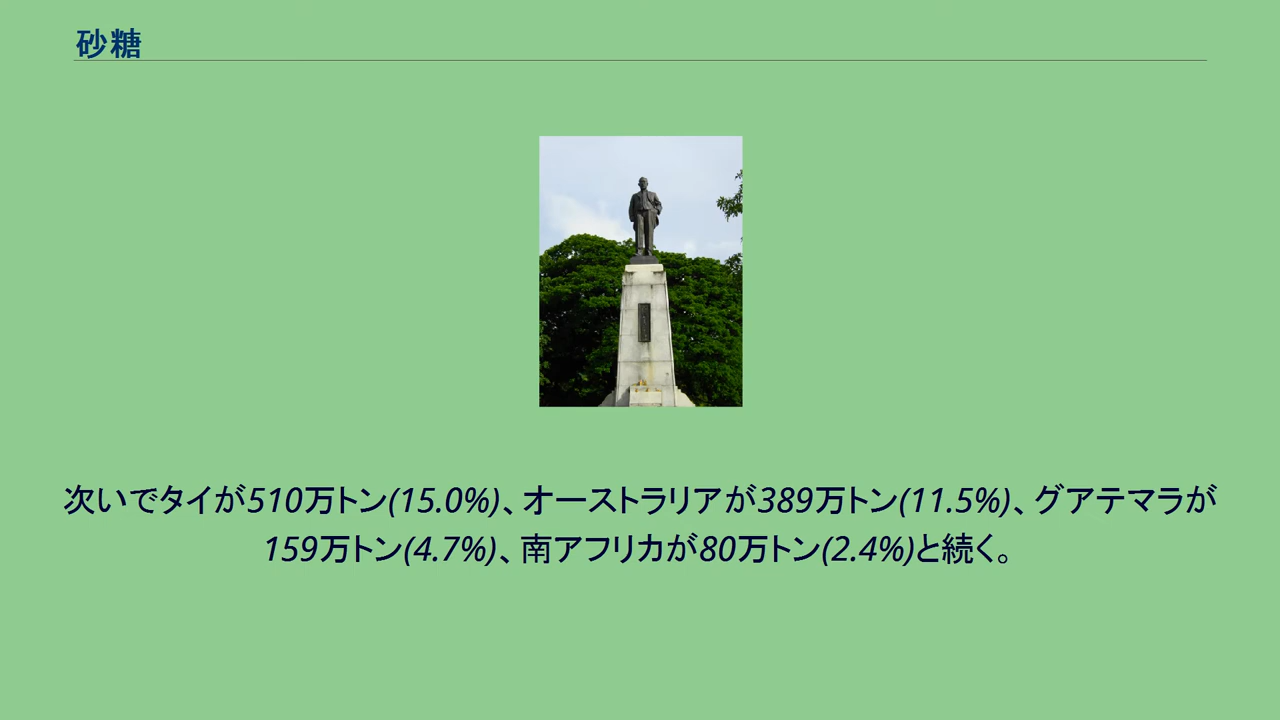 砂糖
次いでタイが510万トン(15.0%)、オーストラリアが389万トン(11.5%)、グアテマラが
159万トン(4.7%)、南アフリカが80万トン(2.4%)と続く。